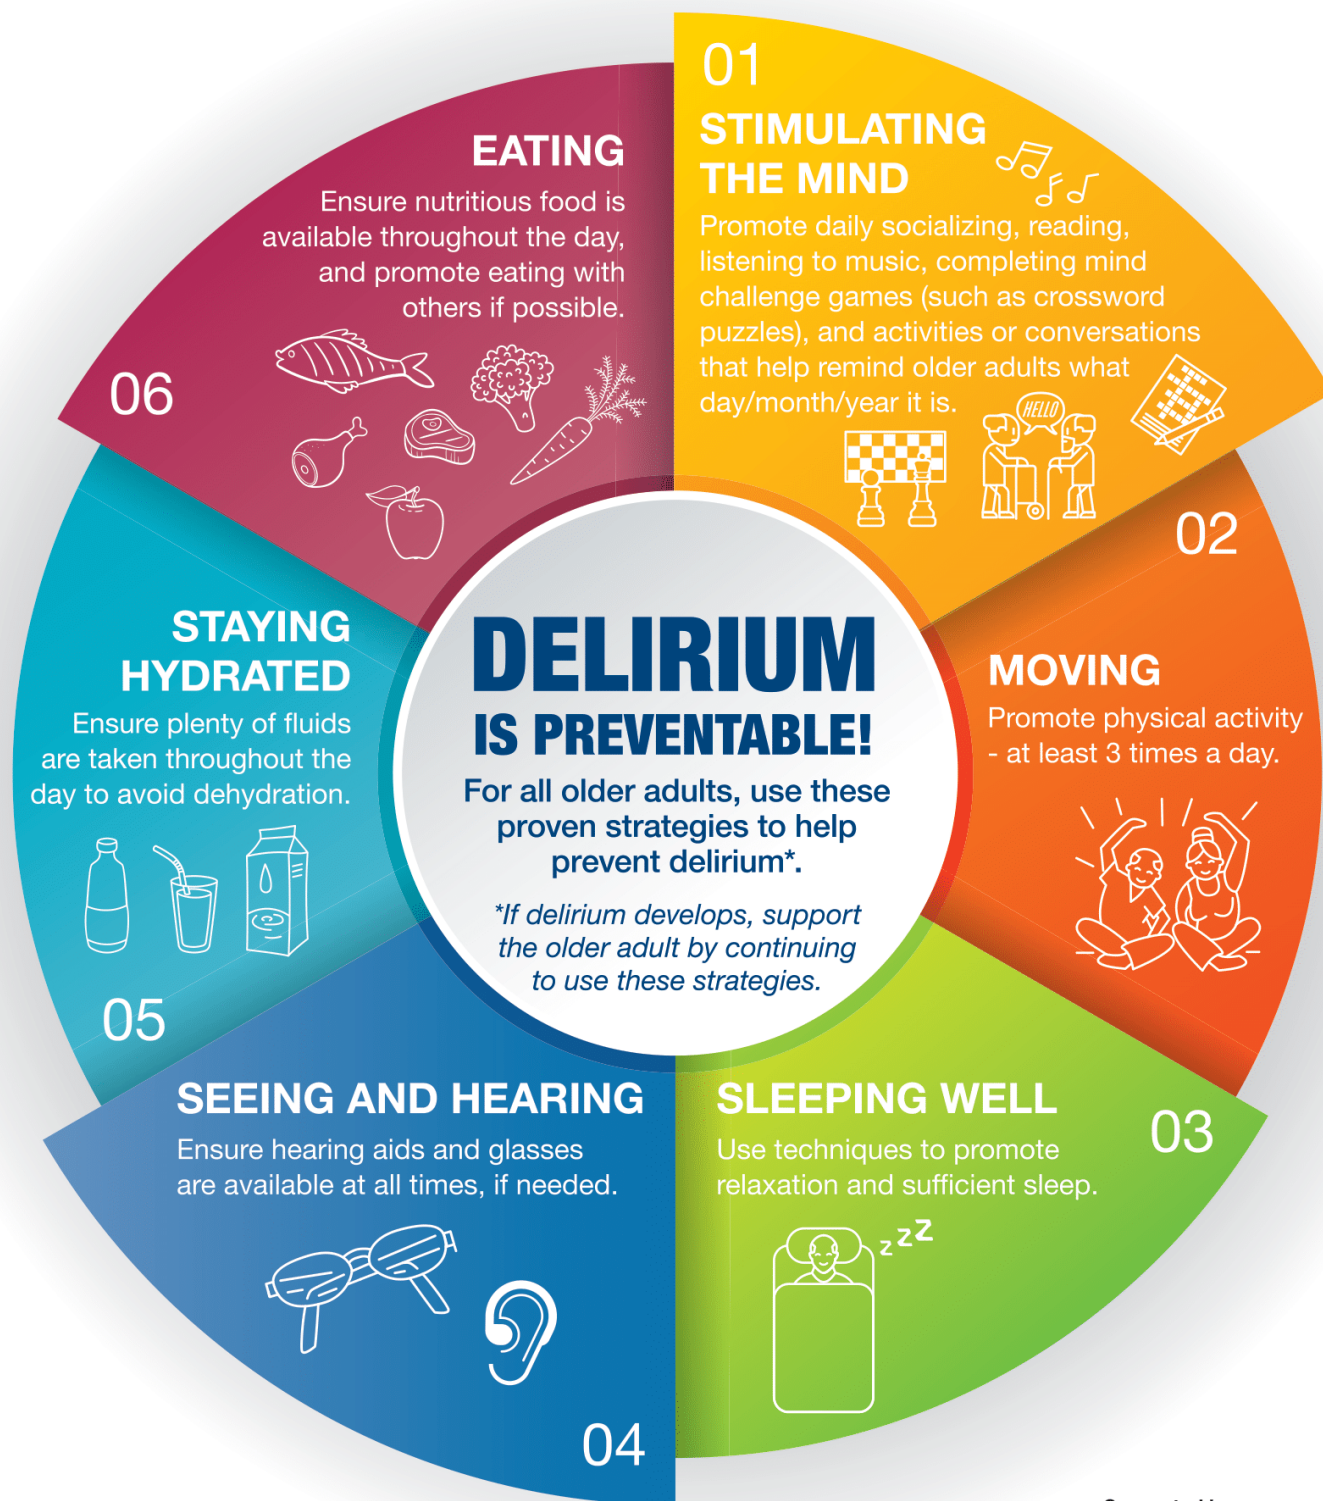 01
STIMULATING
THE MIND
Promote daily socializing, reading,
listening to music, completing mind
challenge games (such as crossword
puzzles), and activities or conversations
that help remind older adults what
day/month/year it is.
HELLO
02
MOVING
Promote physical activity
- at least 3 times a day.
SLEEPING WELL
03
Use techniques to promote
relaxation and sufficient sleep.
z z Z
SEEING AND HEARING
Ensure hearing aids and glasses
are available at all times, if needed.
04
STAYING
HYDRATED
Ensure plenty of fluids
are taken throughout the
day to avoid dehydration.
05
EATING
Ensure nutritious food is
available throughout the day,
and promote eating with
others if possible.
06
DELIRIUM
IS PREVENTABLE!
For all older adults, use these
proven strategies to help
prevent delirium*.
*If delirium develops, support
the older adult by continuing
to use these strategies.